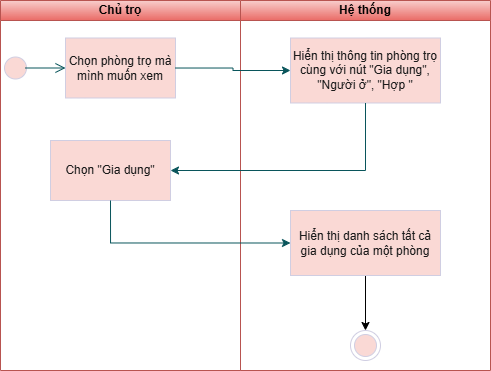 Chủ trọ
Hệ thống
Chọn phòng trọ mà
mình muốn xem
Hiển thị thông tin phòng trọ
cùng với nút "Gia dụng",
"Người ở", "Hợp "
Chọn "Gia dụng"
Hiển thị danh sách tất cả
gia dụng của một phòng